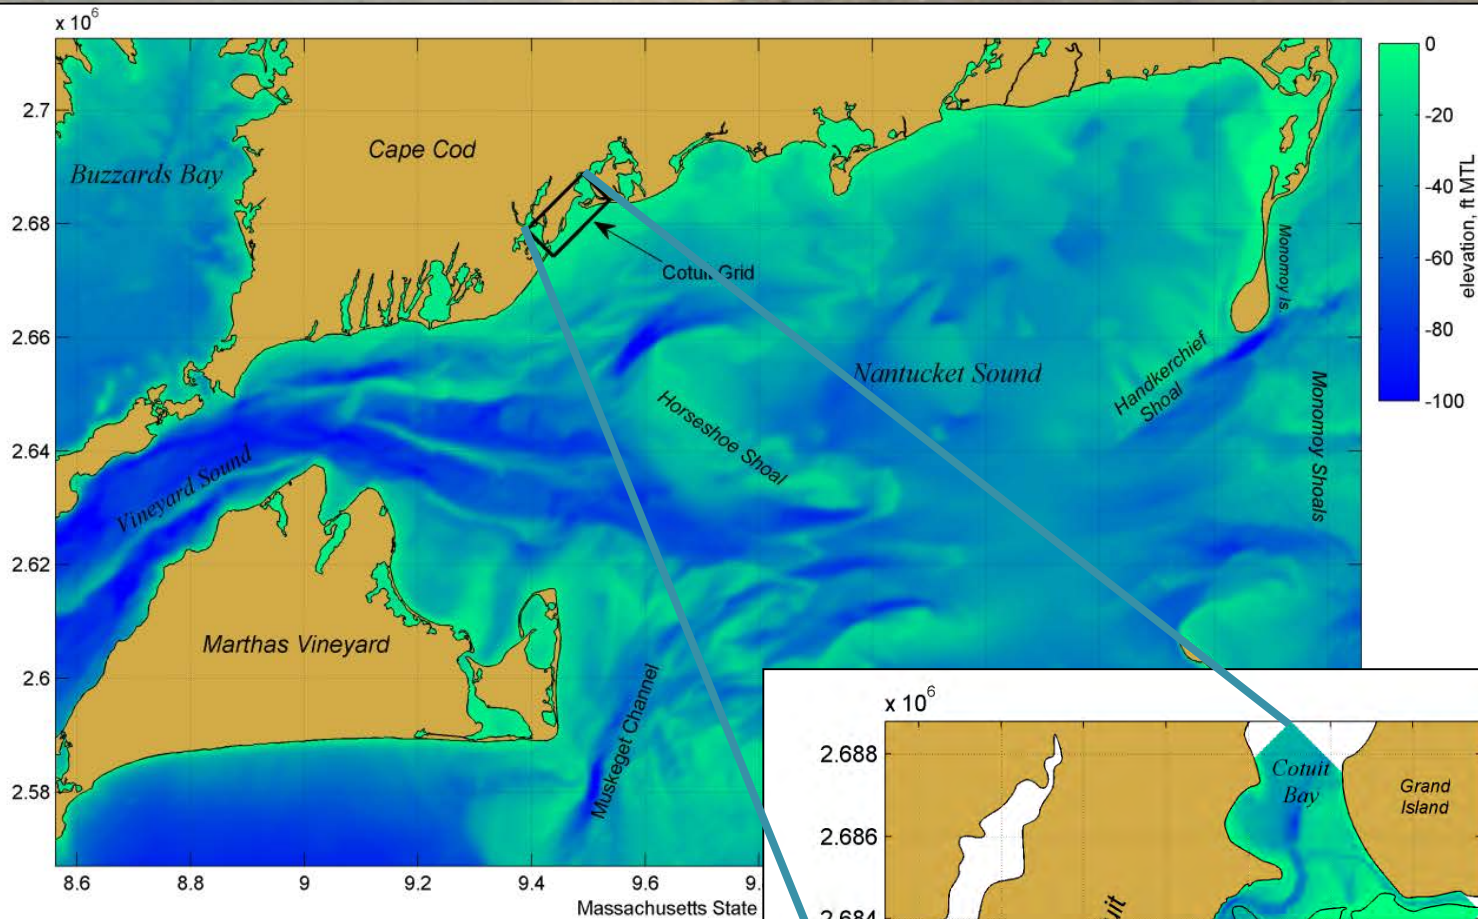 x 10^6
2.7
2.68
2.66
2.64
2.62
2.6
2.58
8.6
8.8
9
9.2
9.4
9.6
Massachusetts State
Buzzards Bay
Cape Cod
Cotuit Grid
Vineyard Sound
Marthas Vineyard
Horseshoe Shoal
Nantucket Sound
Muskeget Channel
Handkerchief
Shoal
Monomoy Is.
Monomoy Shoals
0
-20
-40
-60
-80
-100
elevation, ft MTL
x 10^6
2.688
2.686
2.684
Cotuit
Bay
Grand
Island